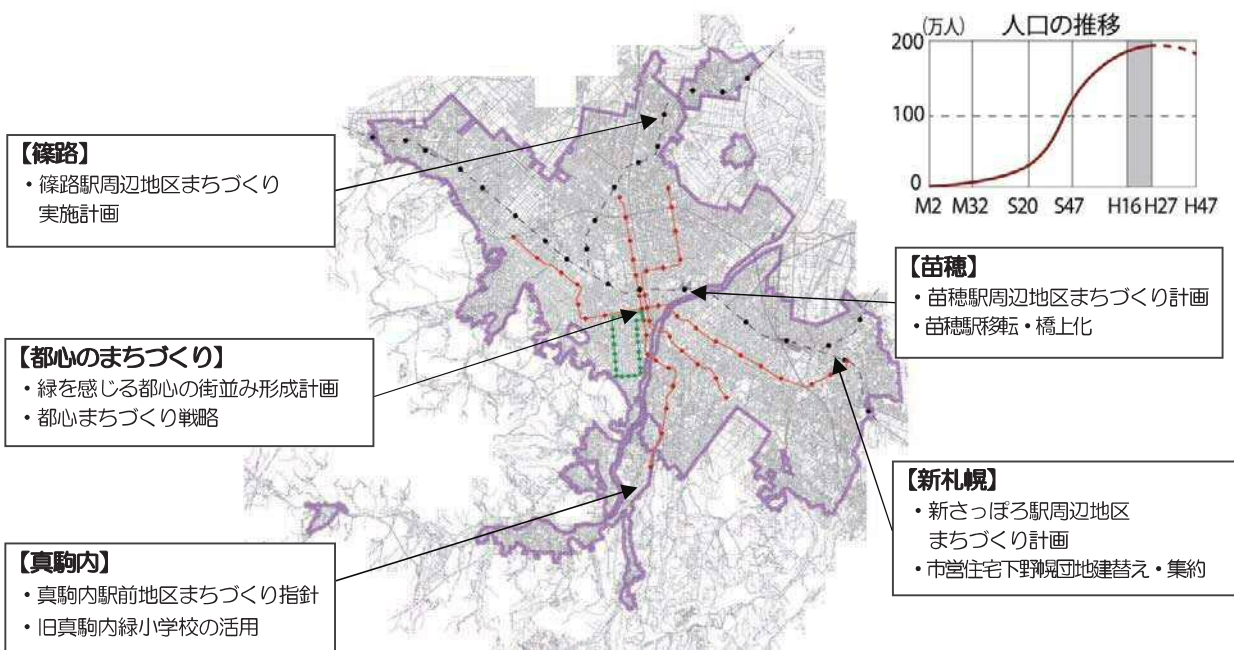 (万人) 人口の推移
200
100
0
M2 M32 S20 S47 H16 H27 H47
【篠路】
・篠路駅周辺地区まちづくり
実施計画
【苗穂】
・苗穂駅周辺地区まちづくり計画
・苗穂駅移転・橋上化
【都心のまちづくり】
・緑を感じる都心の街並み形成計画
・都心まちづくり戦略
【新札幌】
・新さっぽろ駅周辺地区
まちづくり計画
・市営住宅下野幌団地建替え・集約
【真駒内】
・真駒内駅前地区まちづくり指針
・旧真駒内緑小学校の活用